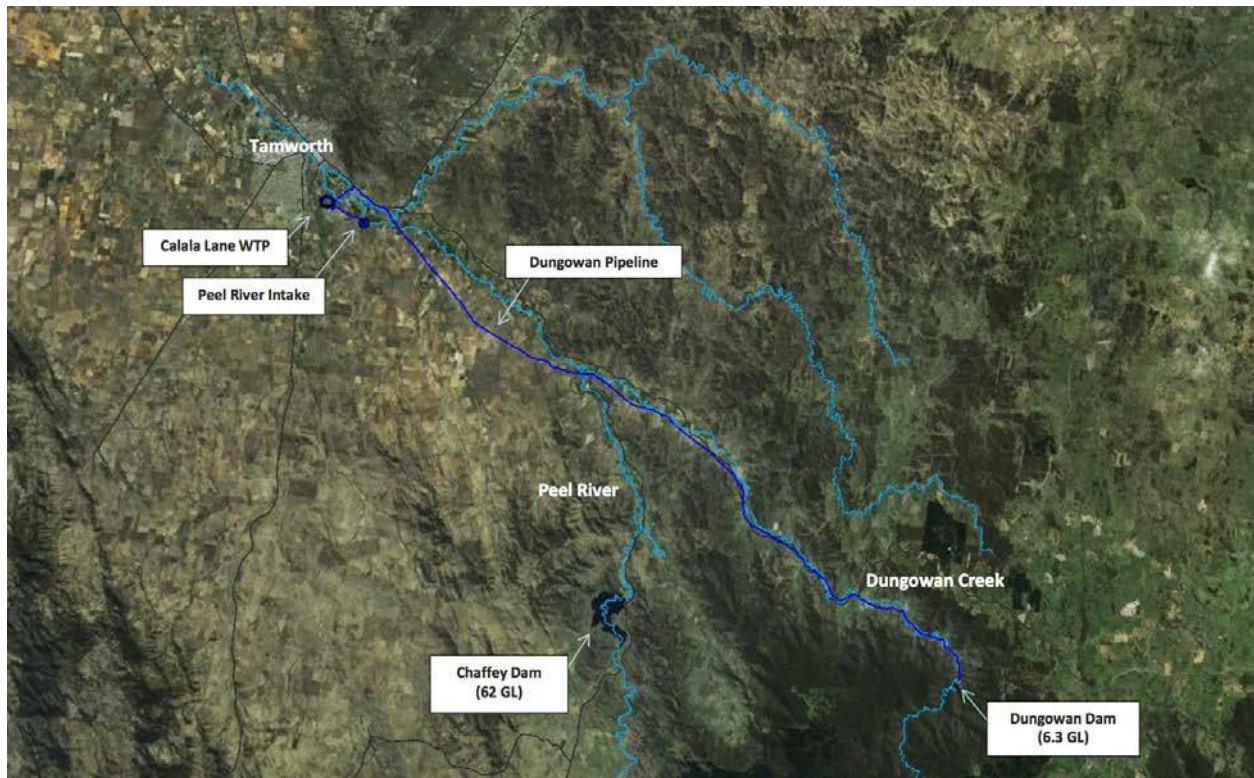 Tamworth
Calala Lane WTP
Peel River Intake
Dungowan Pipeline
Peel River
Dungowan Creek
Chaffey Dam
(62 GL)
Dungowan Dam
(6.3 GL)